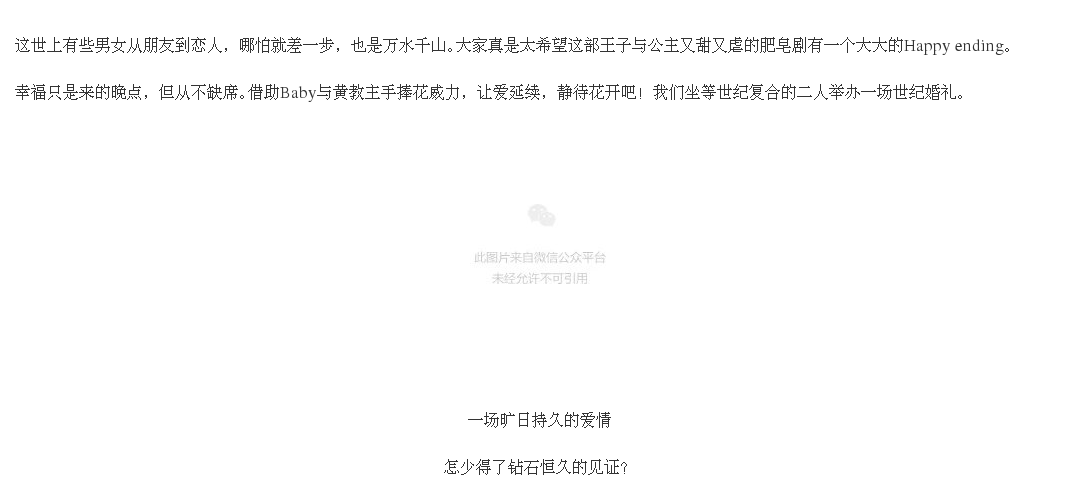 这世上有些男女从朋友到恋人，哪怕就差一步，也是万水千山。大家真是太希望这部王子与公主又甜又虐的肥皂剧有一个大大的Happy ending。
幸福只是来的晚点，但从不缺席。借助Baby与黄教主手捧花威力，让爱延续，静待花开吧！我们坐等世纪复合的二人举办一场世纪婚礼。
此图片来自微信公众平台
未经允许不可引用
一场旷日持久的爱情
怎少得了钻石恒久的见证？